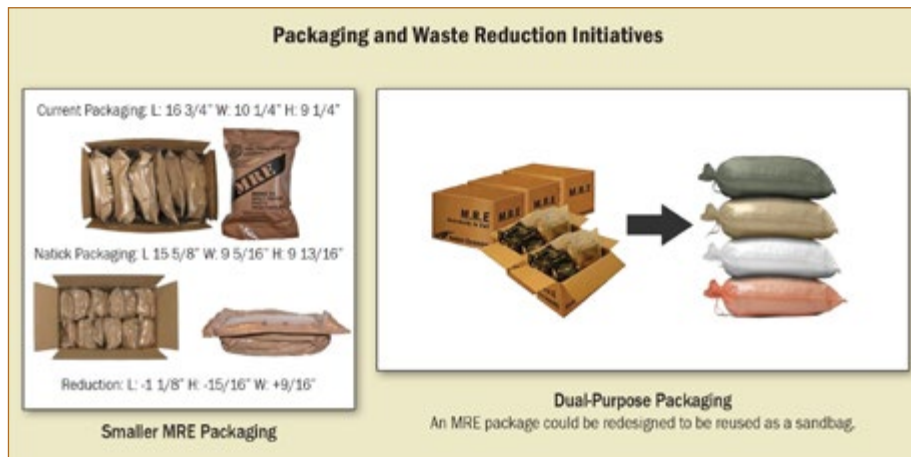 Packaging and Waste Reduction Initiatives
Current Packaging: L: 16 3/4" W: 10 1/4" H: 9 1/4"
MRE
Natick Packaging: L 15 5/8" W: 9 5/16" H: 9 13/16"
Reduction: L: -1 1/8" H: -15/16" W: +9/16"
Smaller MRE Packaging
M.R.E
M.R.E
M.R.E
M.R.E
Dual-Purpose Packaging
An MRE package could be redesigned to be reused as a sandbag.